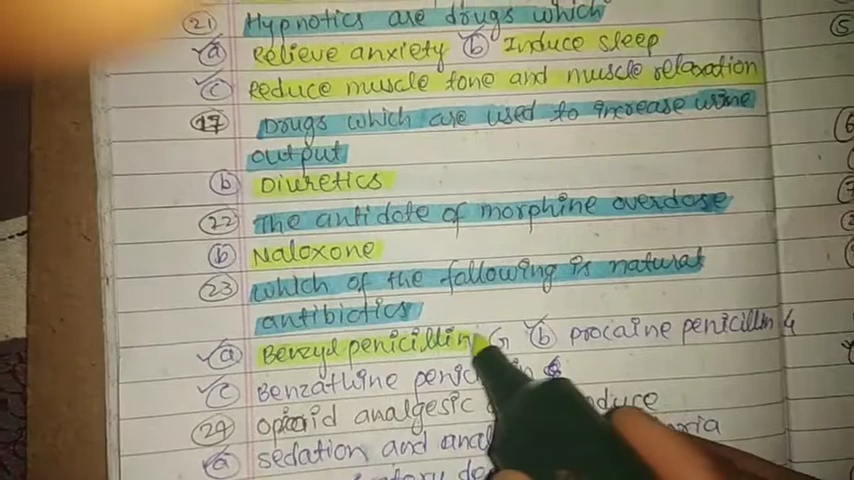 21 Hypnotics are drugs which
a Relieve anxiety b Induce sleep
c Reduce muscle tone and muscle relaxation
17 Drugs which are used to increase urine
output
b Diuretics
22 The antidote of morphine overdose
b Naloxone
23 which of the following is natural
antibiotics
a Benzyl penicillin G b procaine penicillin G
c Benzathine
analgesic
a sedation and